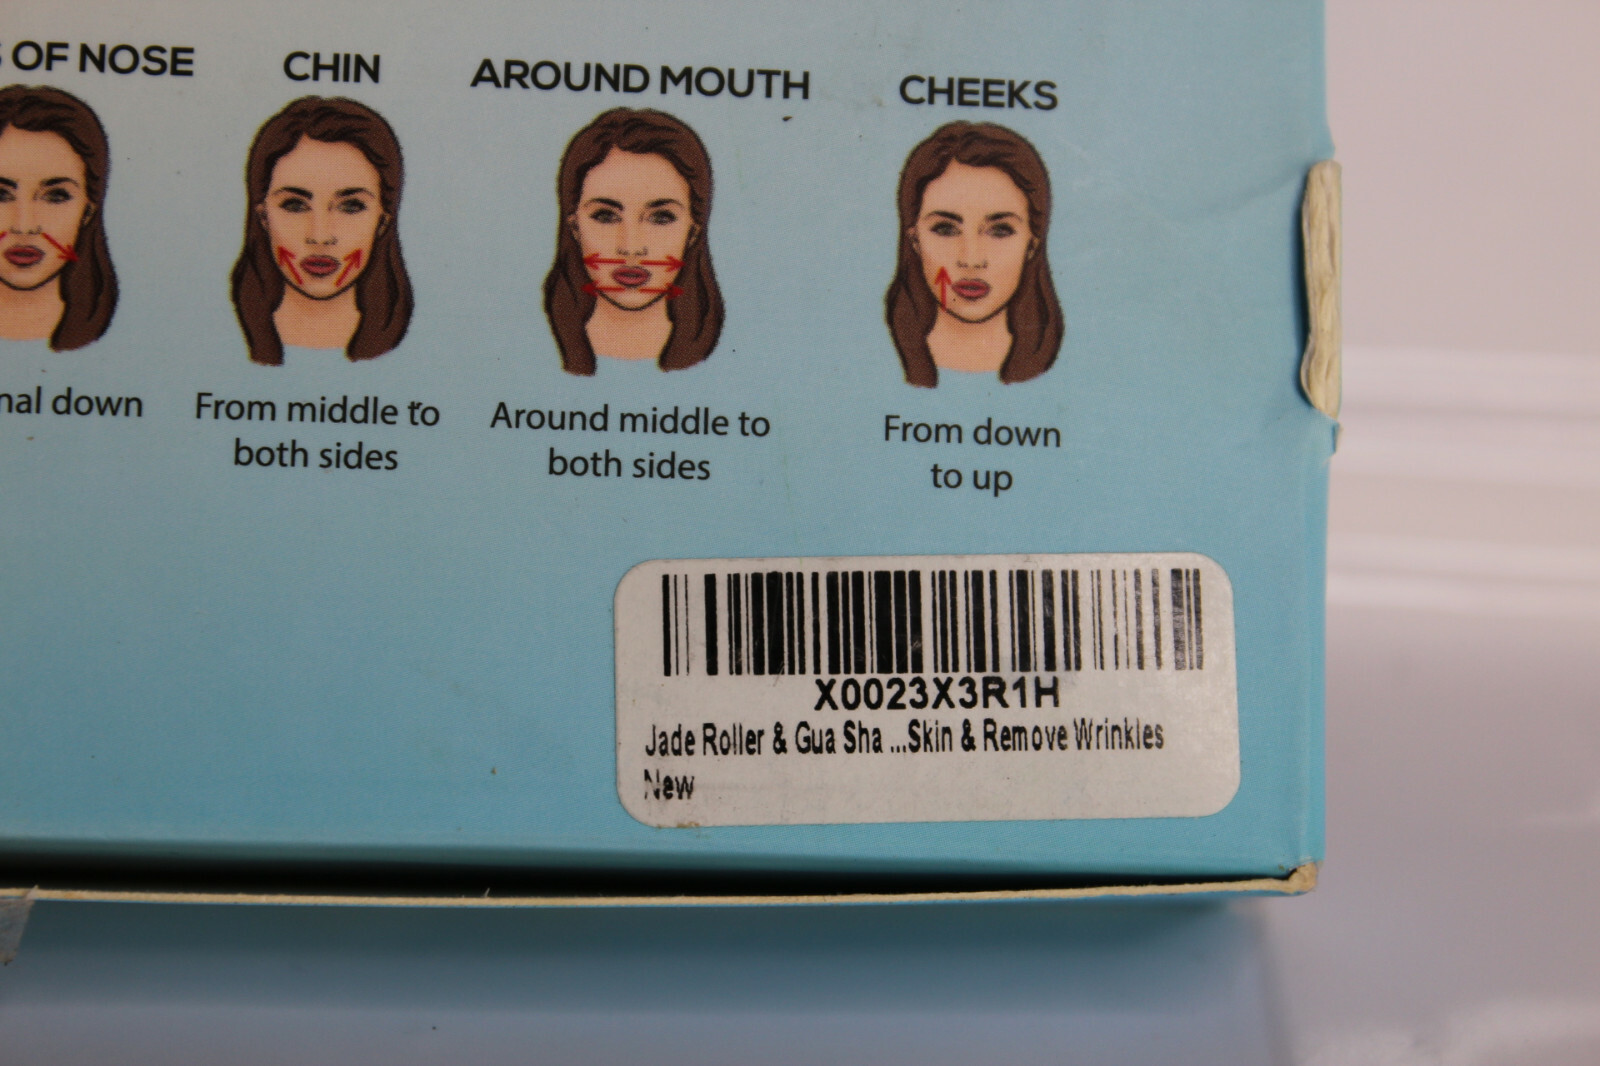 OF NOSE
CHIN
AROUND MOUTH
CHEEKS
down
From middle to
both sides
Around middle to
both sides
From down
to up
X0023X3R1H
Jade Roller & Gua Sha ...Skin & Remove Wrinkles
New